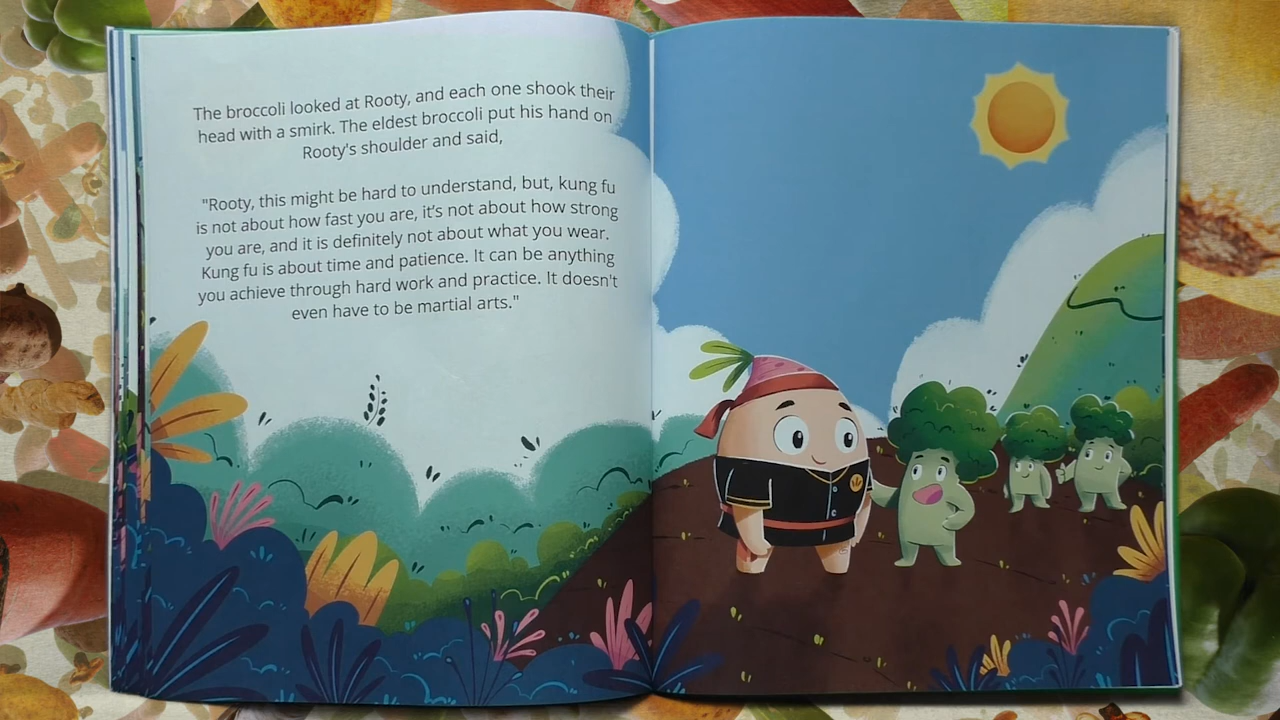 The broccoli looked at Rooty, and each one shook their
head with a smirk. The eldest broccoli put his hand on
Rooty's shoulder and said,
"Rooty, this might be hard to understand, but, kung fu
is not about how fast you are, it's not about how strong
you are, and it is definitely not about what you wear.
Kung fu is about time and patience. It can be anything
you achieve through hard work and practice. It doesn't
even have to be martial arts."